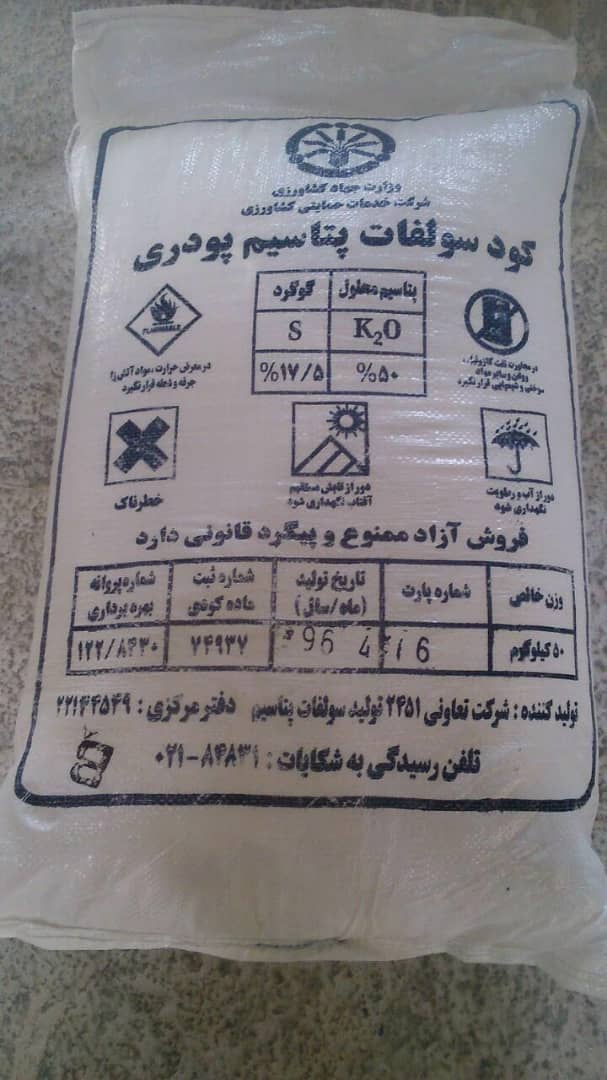 وزارت جهاد کشاورزی
شرکت خدمات حمایتی کشاورزی
کود سولفات پتاسیم پودری
پتاسیم محلول گوگرد
K₂O S
%۵۰ %۱۷/۵
FLAMMABLE
در معرض حرارت ، مواد آتش زا
جرقه و شعله قرار نگیرد
در مجاورت نفت گازوئیل،
روغن و سایر مواد
سوختی و شیمیایی قرار نگیرد
خطرناک
دور از تابش مستقیم
آفتاب نگهداری شود
دور از آب و رطوبت
نگهداری شود
فروش آزاد ممنوع و پیگرد قانونی دارد
وزن خالص شماره پارت تاریخ تولید (ماه/سال) شماره ثبت ماده کودی شماره پروانه بهره برداری
۵۰ کیلوگرم 16 96 4 ۷۴۹۳۷ ۱۲۲/۸۴۳۰
تولید کننده : شرکت تعاونی ۲۴۵۱ تولید سولفات پتاسیم دفتر مرکزی : ۲۲۱۴۴۵۴۹
تلفن رسیدگی به شکایات : ۸۴۸۳۱-۰۲۱